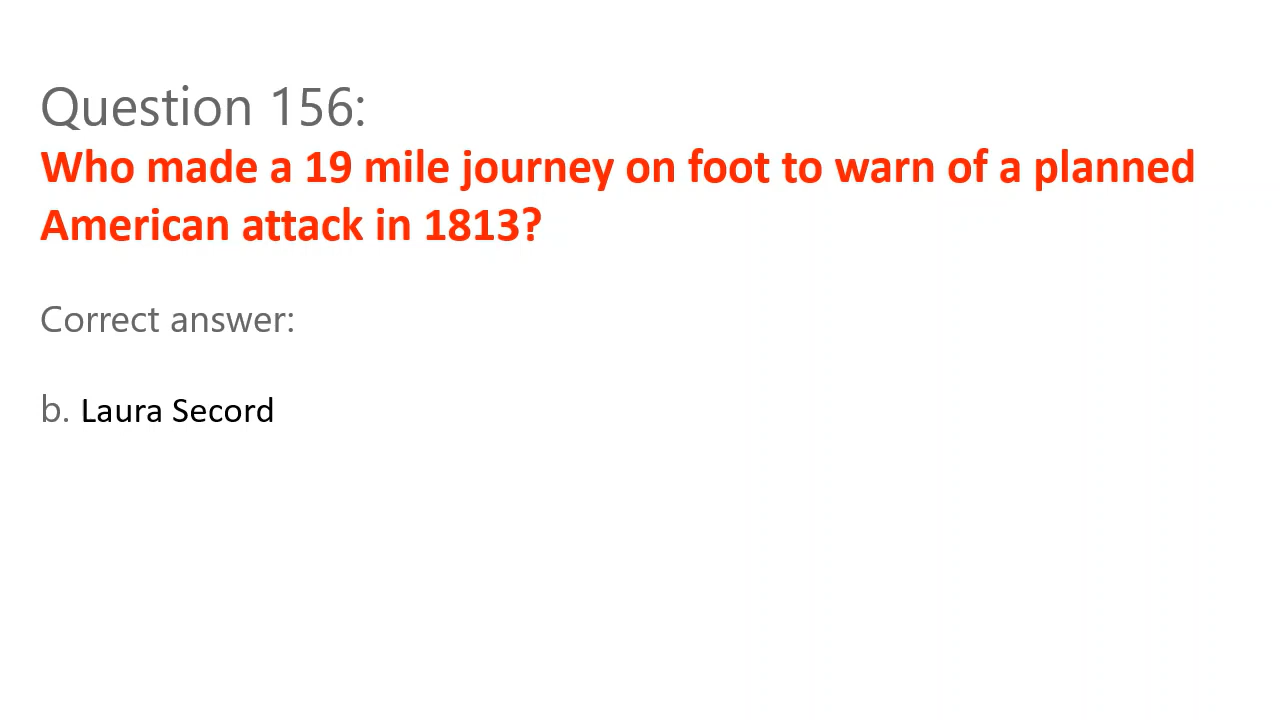 Question 156:
Who made a 19 mile journey on foot to warn of a planned
American attack in 1813?
Correct answer:
b. Laura Secord